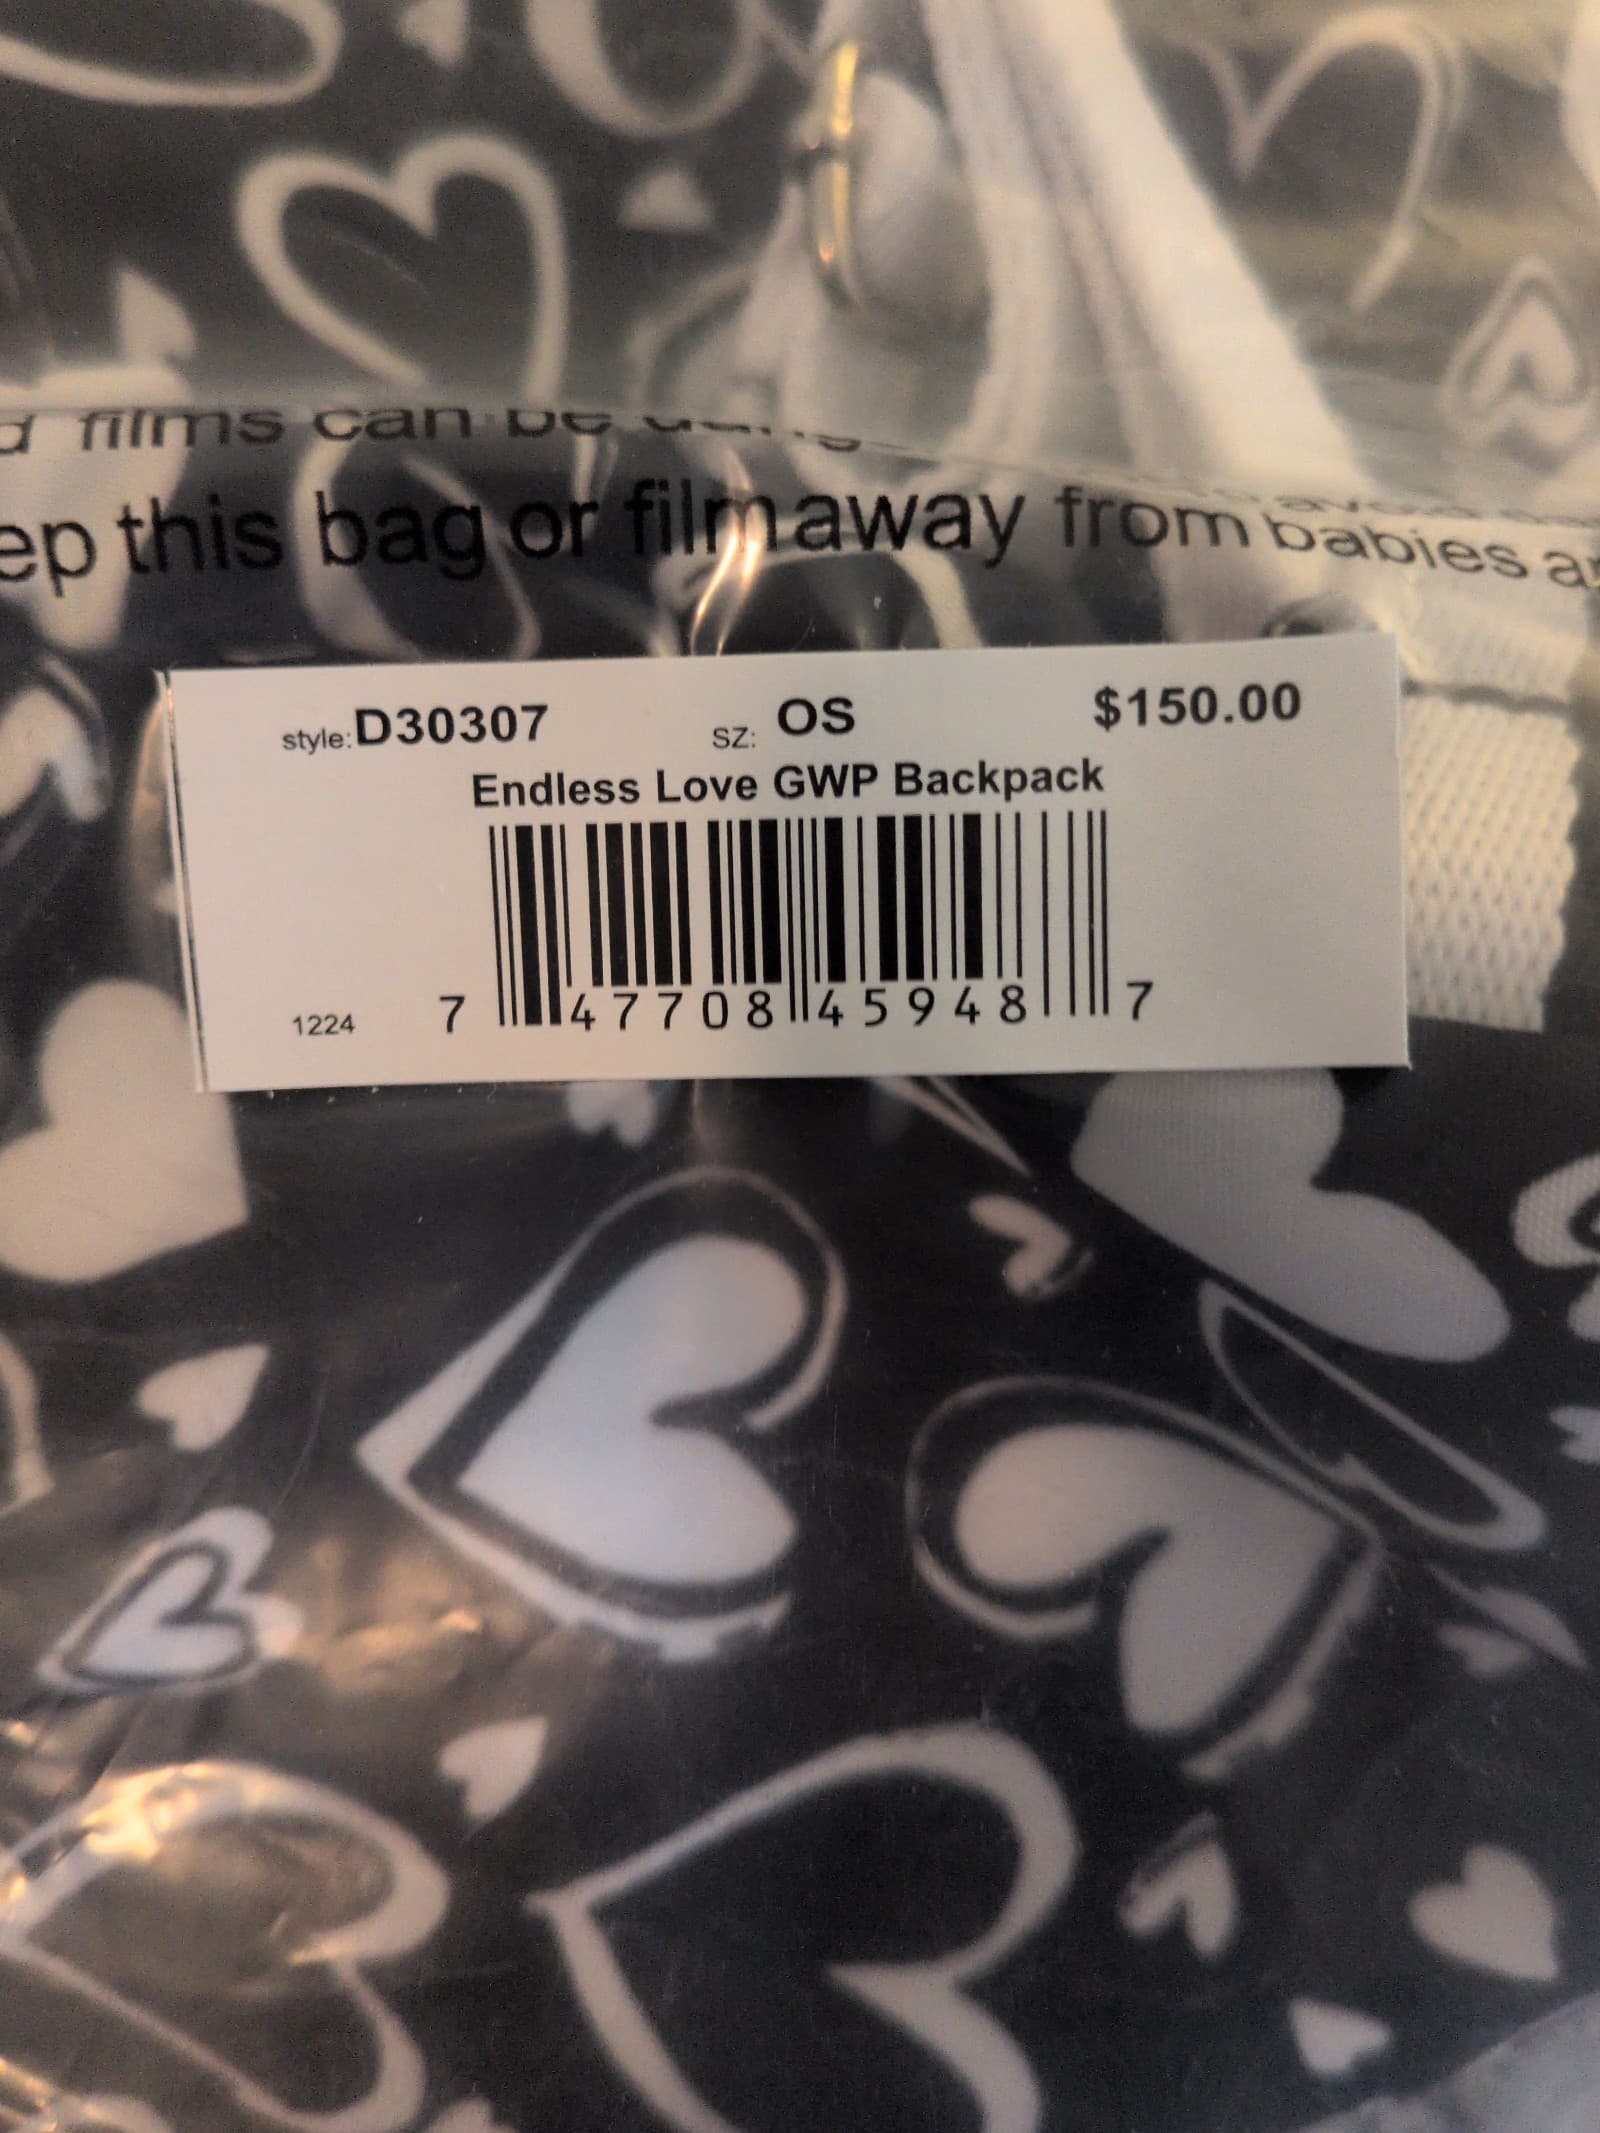 films can be
this bag or film away from babies
style: D30307 sz: OS $150.00
Endless Love GWP Backpack
1224 7 47708 45948 7